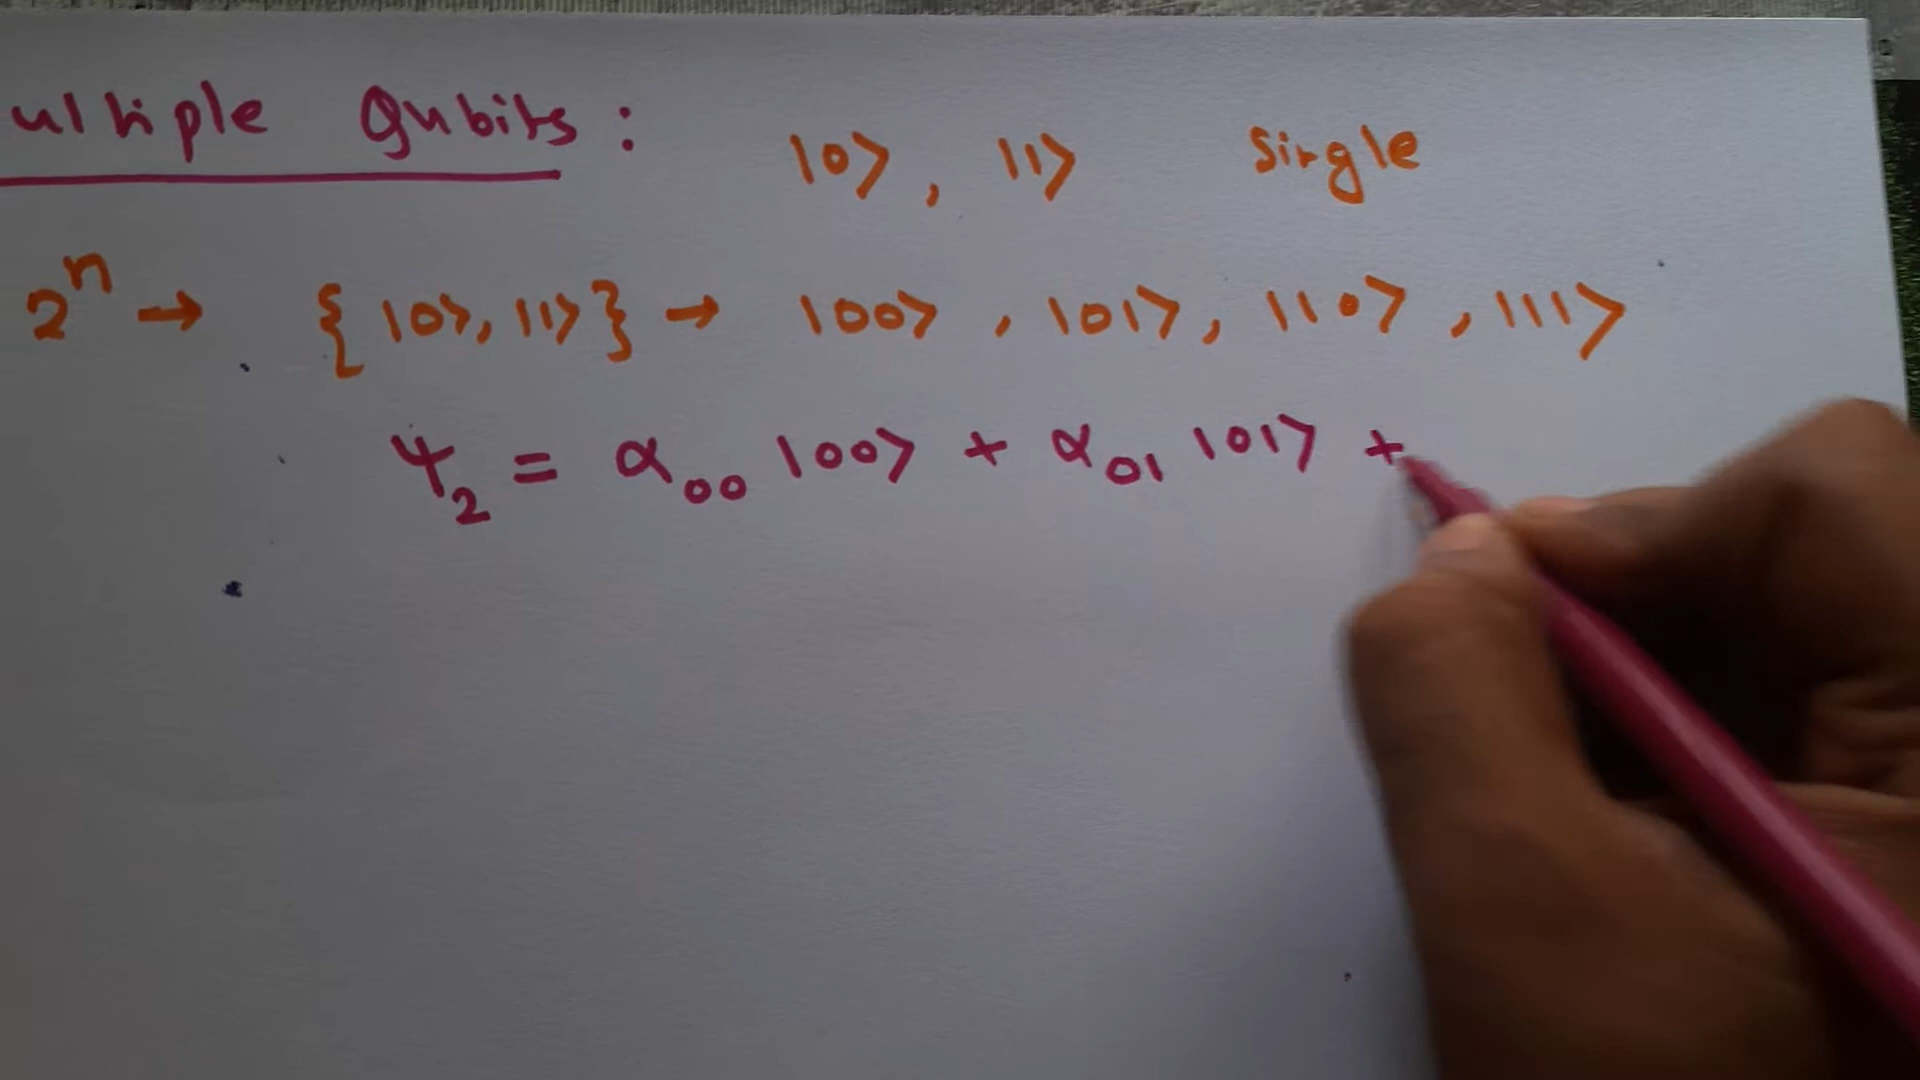 ultiple Qubits : |0⟩ , |1⟩ Single
2ⁿ → { |0⟩, |1⟩ } → |00⟩ , |01⟩ , |10⟩ , |11⟩
ψ₂ = α₀₀ |00⟩ + α₀₁ |01⟩ +